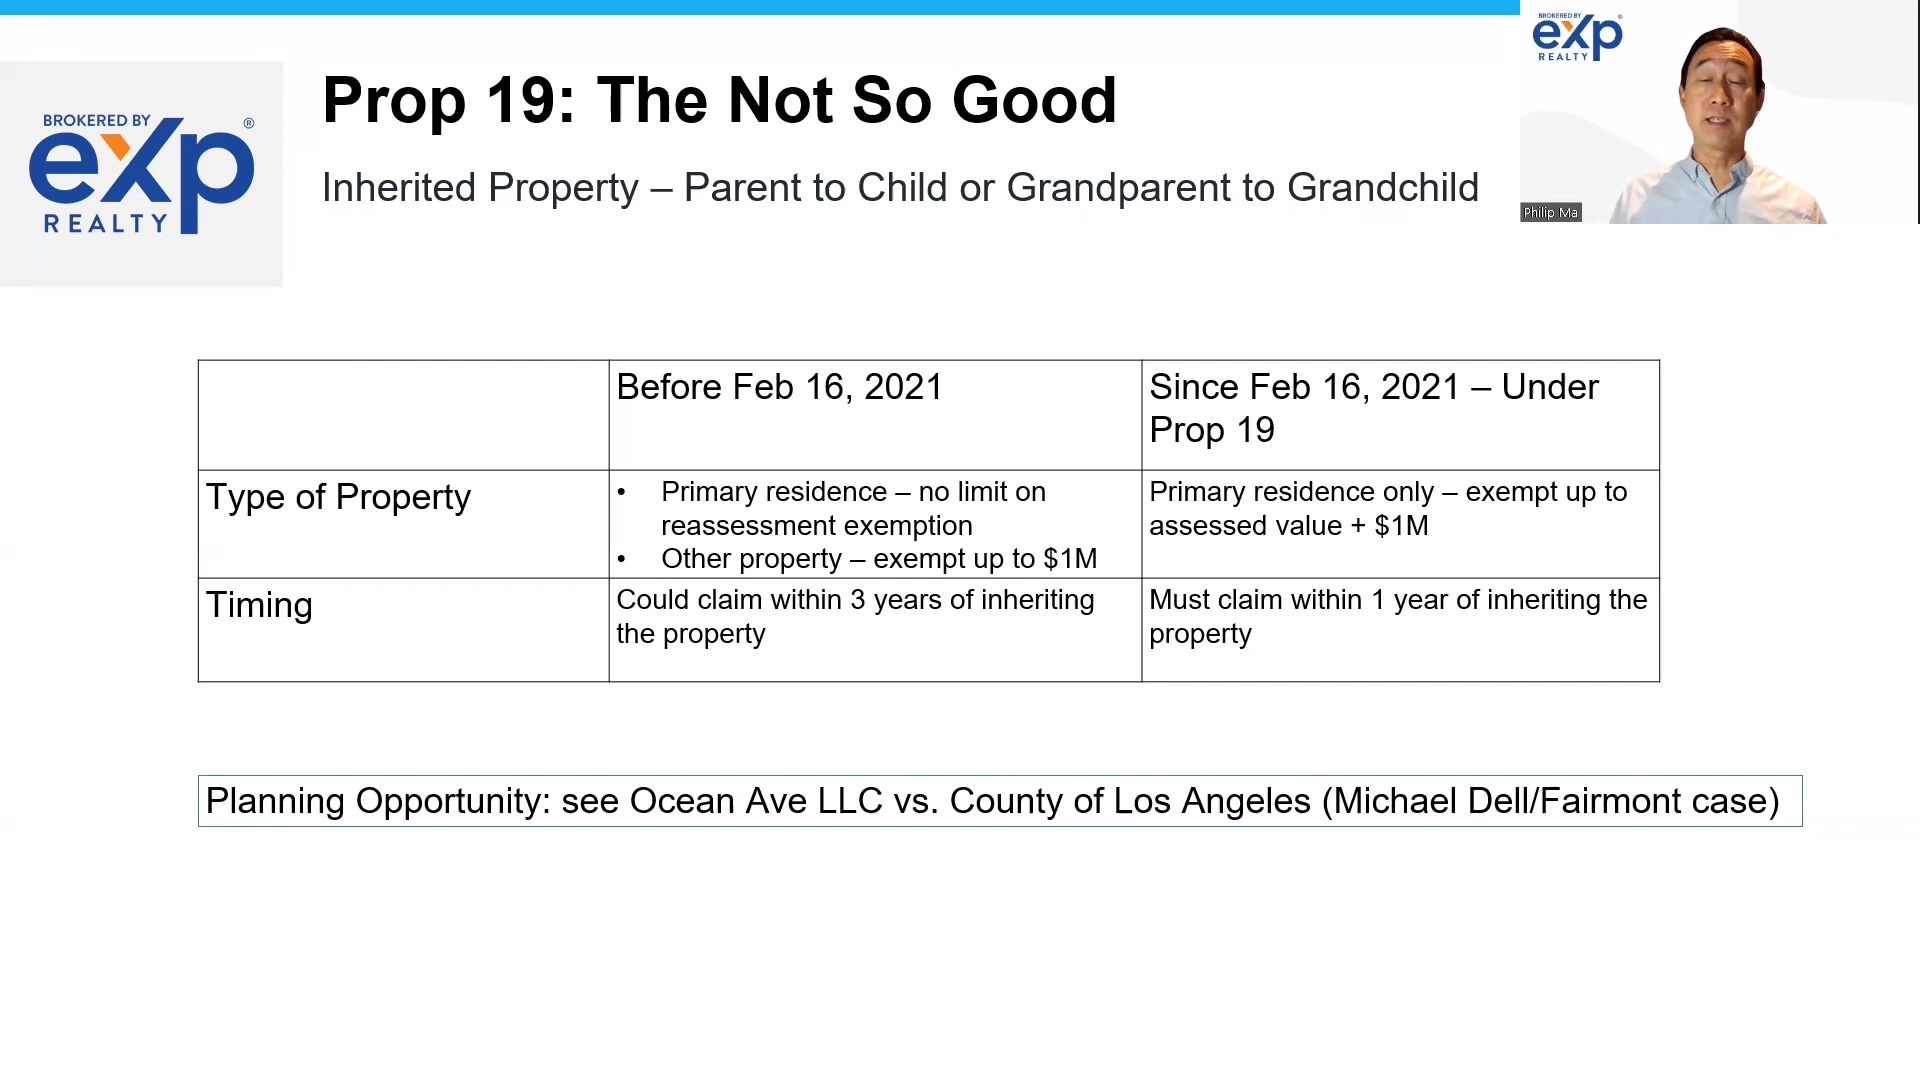 BROKERED BY
eXp®
REALTY
Prop 19: The Not So Good
Inherited Property – Parent to Child or Grandparent to Grandchild
BROKERED BY
eXp®
REALTY
Philip Ma
Before Feb 16, 2021
Since Feb 16, 2021 – Under
Prop 19
Type of Property
• Primary residence – no limit on
reassessment exemption
• Other property – exempt up to $1M
Primary residence only – exempt up to
assessed value + $1M
Timing
Could claim within 3 years of inheriting
the property
Must claim within 1 year of inheriting the
property
Planning Opportunity: see Ocean Ave LLC vs. County of Los Angeles (Michael Dell/Fairmont case)